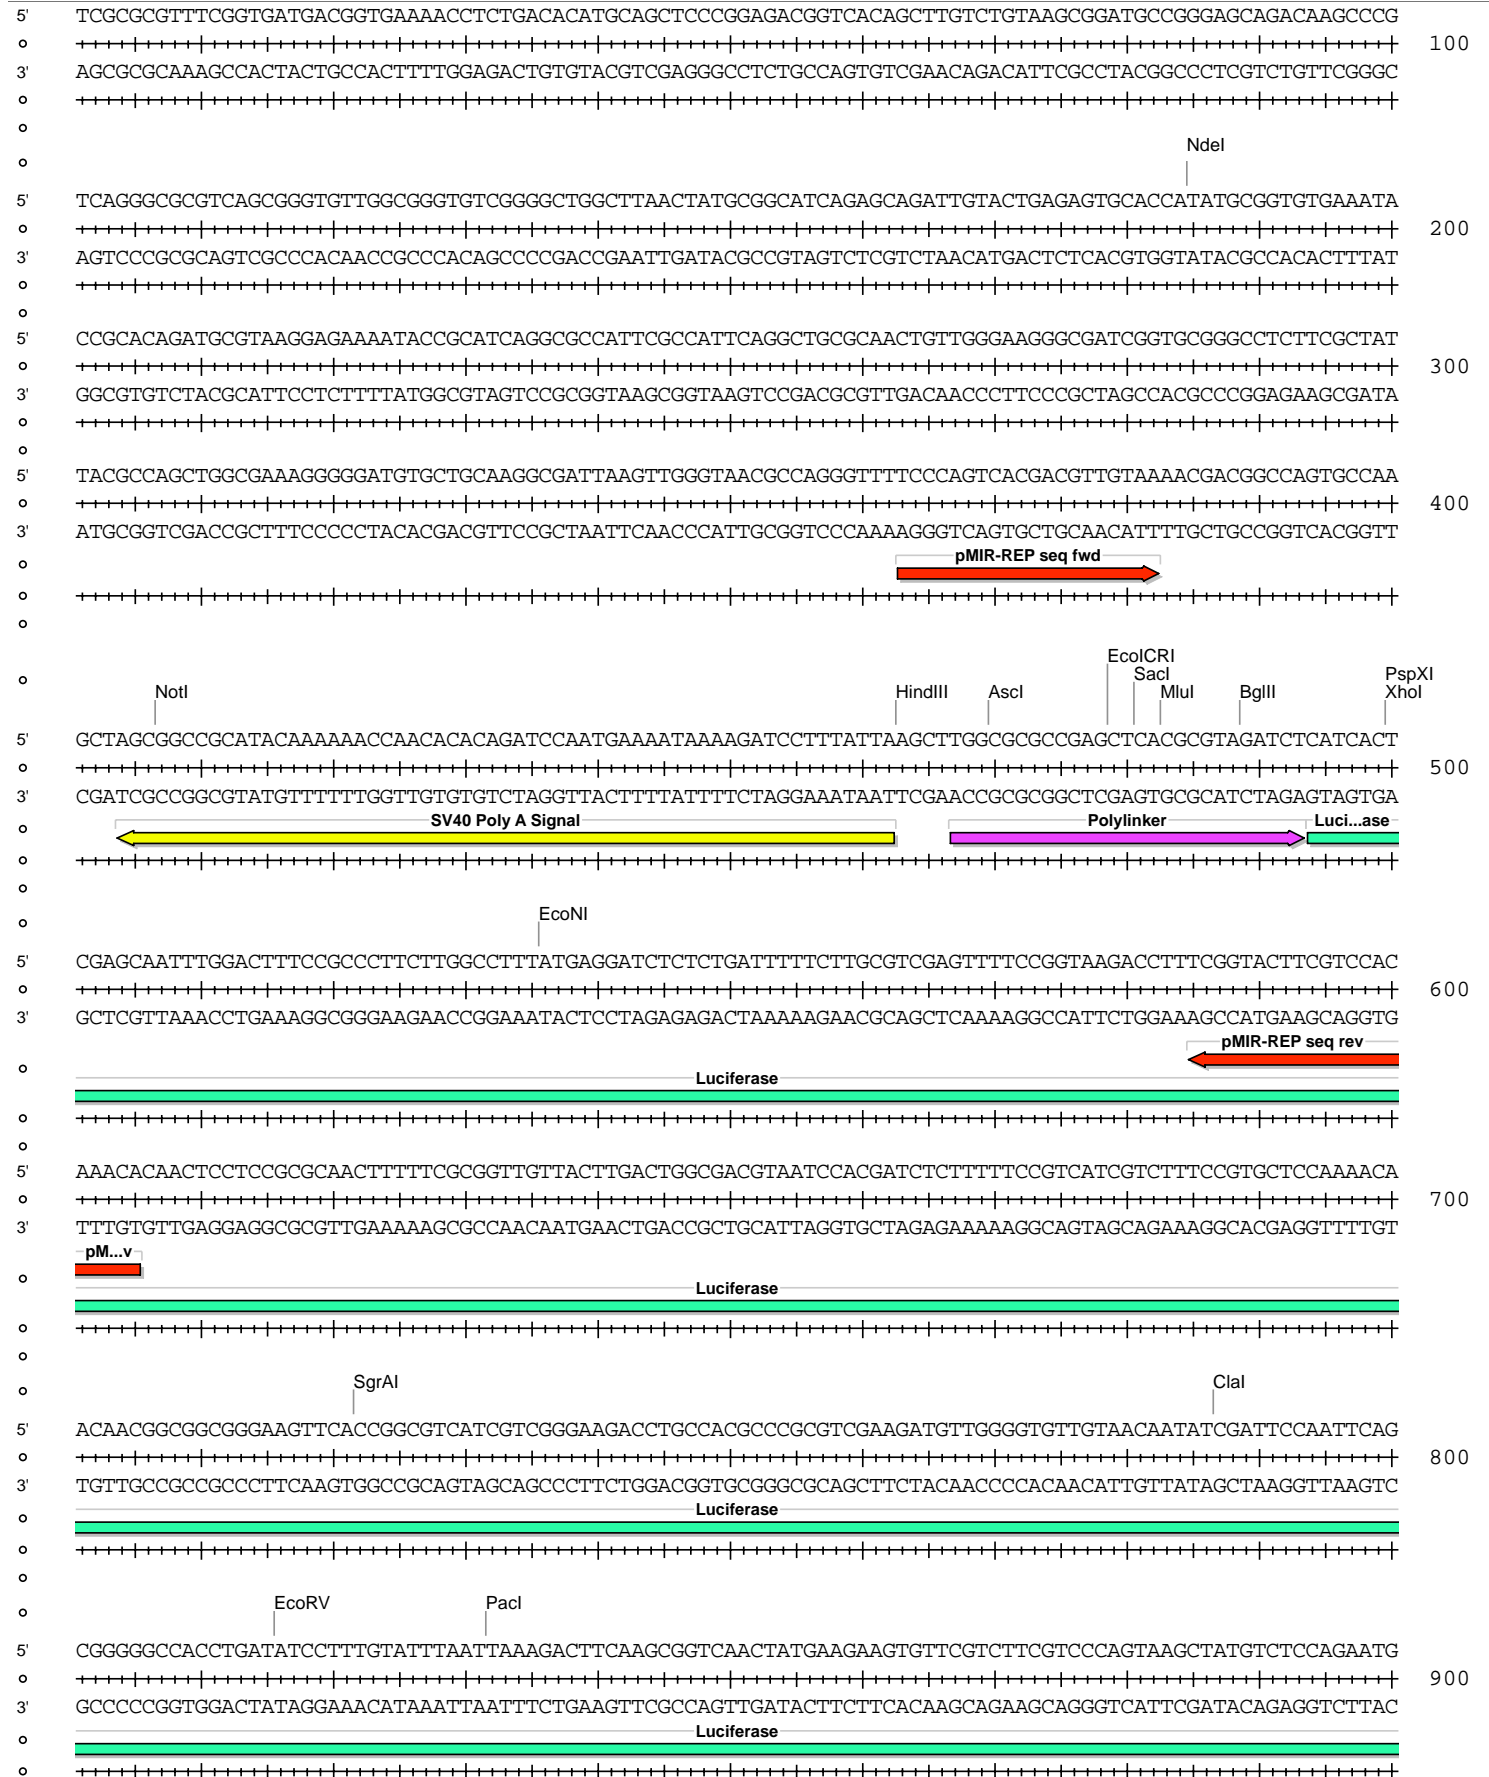 5' TCGCGCGTTTCGGTGATGACGGTGAAAACCTCTGACACATGCAGCTCCCGGAGACGGTCACAGCTTGTCTGTAAGCGGATGCCGGGAGCAGACAAGCCCG
100
3' AGCGCGCAAAGCCACTACTGCCACTTTTGGAGACTGTGTACGTCGAGGGCCTCTGCCAGTGTCGAACAGACATTCGCCTACGGCCCTCGTCTGTTCGGGC
NdeI
5' TCAGGGCGCGTCAGCGGGTGTTGGCGGGTGTCGGGGCTGGCTTAACTATGCGGCATCAGAGCAGATTGTACTGAGAGTGCACCATATGCGGTGTGAAATA
200
3' AGTCCCGCGCAGTCGCCCACAACCGCCCACAGCCCCGACCGAATTGATACGCCGTAGTCTCGTCTAACATGACTCTCACGTGGTATACGCCACACTTTAT
5' CCGCACAGATGCGTAAGGAGAAAATACCGCATCAGGCGCCATTCGCCATTCAGGCTGCGCAACTGTTGGGAAGGGCGATCGGTGCGGGCCTCTTCGCTAT
300
3' GGCGTGTCTACGCATTCCTCTTTTATGGCGTAGTCCGCGGTAAGCGGTAAGTCCGACGCGTTGACAACCCTTCCCGCTAGCCACGCCCGGAGAAGCGATA
5' TACGCCAGCTGGCGAAAGGGGGATGTGCTGCAAGGCGATTAAGTTGGGTAACGCCAGGGTTTTCCCAGTCACGACGTTGTAAAACGACGGCCAGTGCCAA
400
3' ATGCGGTCGACCGCTTTCCCCCTACACGACGTTCCGCTAATTCAACCCATTGCGGTCCCAAAAGGGTCAGTGCTGCAACATTTTGCTGCCGGTCACGGTT
pMIR-REP seq fwd
EcoICRI
SacI PspXI
NotI HindIII AscI MluI BglII XhoI
5' GCTAGCGGCCGCATACAAAAAACCAACACACAGATCCAATGAAAATAAAAGATCCTTTATTAAGCTTGGCGCGCCGAGCTCACGCGTAGATCTCATCACT
500
3' CGATCGCCGGCGTATGTTTTTTGGTTGTGTGTCTAGGTTACTTTTATTTTCTAGGAAATAATTCGAACCGCGCGGCTCGAGTGCGCATCTAGAGTAGTGA
SV40 Poly A Signal Polylinker Luci...ase
EcoNI
5' CGAGCAATTTGGACTTTCCGCCCTTCTTGGCCTTTATGAGGATCTCTCTGATTTTTCTTGCGTCGAGTTTTCCGGTAAGACCTTTCGGTACTTCGTCCAC
600
3' GCTCGTTAAACCTGAAAGGCGGGAAGAACCGGAAATACTCCTAGAGAGACTAAAAAGAACGCAGCTCAAAAGGCCATTCTGGAAAGCCATGAAGCAGGTG
pMIR-REP seq rev
Luciferase
5' AAACACAACTCCTCCGCGCAACTTTTTCGCGGTTGTTACTTGACTGGCGACGTAATCCACGATCTCTTTTTCCGTCATCGTCTTTCCGTGCTCCAAAACA
700
3' TTTGTGTTGAGGAGGCGCGTTGAAAAAGCGCCAACAATGAACTGACCGCTGCATTAGGTGCTAGAGAAAAAGGCAGTAGCAGAAAGGCACGAGGTTTTGT
pM...v
Luciferase
SgrAI ClaI
5' ACAACGGCGGCGGGAAGTTCACCGGCGTCATCGTCGGGAAGACCTGCCACGCCCGCGTCGAAGATGTTGGGGTGTTGTAACAATATCGATTCCAATTCAG
800
3' TGTTGCCGCCGCCCTTCAAGTGGCCGCAGTAGCAGCCCTTCTGGACGGTGCGGGCGCAGCTTCTACAACCCCACAACATTGTTATAGCTAAGGTTAAGTC
Luciferase
EcoRV PacI
5' CGGGGGCCACCTGATATCCTTTGTATTTAATTAAAGACTTCAAGCGGTCAACTATGAAGAAGTGTTCGTCTTCGTCCCAGTAAGCTATGTCTCCAGAATG
900
3' GCCCCCGGTGGACTATAGGAAACATAAATTAATTTCTGAAGTTCGCCAGTTGATACTTCTTCACAAGCAGAAGCAGGGTCATTCGATACAGAGGTCTTAC
Luciferase